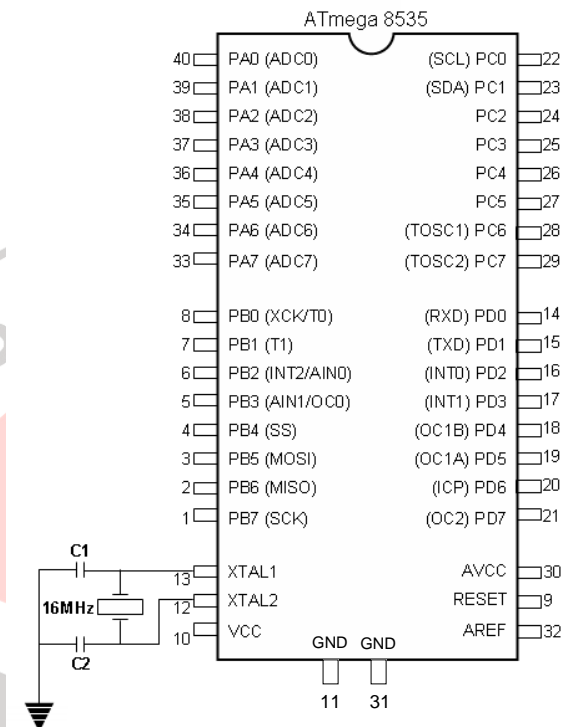 ATmega 8535
40 PA0 (ADC0) (SCL) PC0 22
39 PA1 (ADC1) (SDA) PC1 23
38 PA2 (ADC2) PC2 24
37 PA3 (ADC3) PC3 25
36 PA4 (ADC4) PC4 26
35 PA5 (ADC5) PC5 27
34 PA6 (ADC6) (TOSC1) PC6 28
33 PA7 (ADC7) (TOSC2) PC7 29
8 PB0 (XCK/T0) (RXD) PD0 14
7 PB1 (T1) (TXD) PD1 15
6 PB2 (INT2/AIN0) (INT0) PD2 16
5 PB3 (AIN1/OC0) (INT1) PD3 17
4 PB4 (SS) (OC1B) PD4 18
3 PB5 (MOSI) (OC1A) PD5 19
2 PB6 (MISO) (ICP) PD6 20
1 PB7 (SCK) (OC2) PD7 21
C1
13 XTAL1 AVCC 30
16MHz 12 XTAL2 RESET 9
10 VCC AREF 32
C2
GND GND
11 31